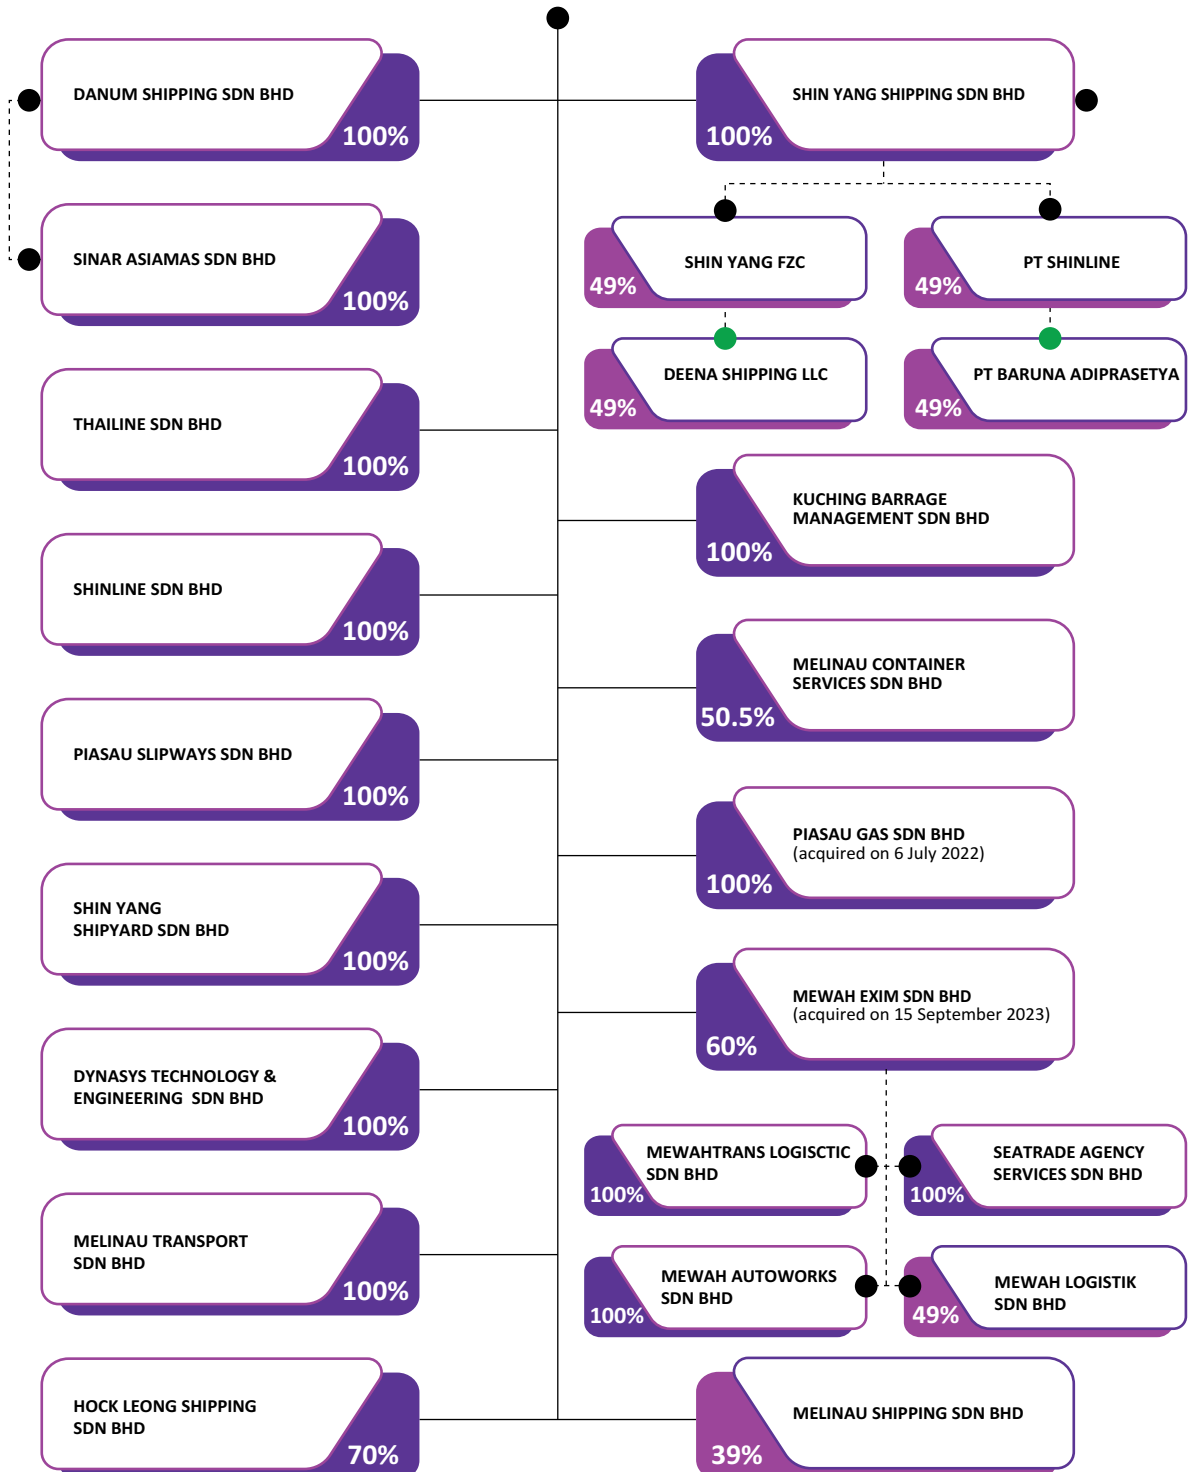 DANUM SHIPPING SDN BHD
100%
SINAR ASIAMAS SDN BHD
100%
THAILINE SDN BHD
100%
SHINLINE SDN BHD
100%
PIASAU SLIPWAYS SDN BHD
100%
SHIN YANG
SHIPYARD SDN BHD
100%
DYNASYS TECHNOLOGY &
ENGINEERING SDN BHD
100%
MELINAU TRANSPORT
SDN BHD
100%
HOCK LEONG SHIPPING
SDN BHD
70%
SHIN YANG SHIPPING SDN BHD
100%
SHIN YANG FZC
49%
PT SHINLINE
49%
DEENA SHIPPING LLC
49%
PT BARUNA ADIPRASETYA
49%
KUCHING BARRAGE
MANAGEMENT SDN BHD
100%
MELINAU CONTAINER
SERVICES SDN BHD
50.5%
PIASAU GAS SDN BHD
(acquired on 6 July 2022)
100%
MEWAH EXIM SDN BHD
(acquired on 15 September 2023)
60%
MEWAHTRANS LOGISCTIC
SDN BHD
100%
SEATRADE AGENCY
SERVICES SDN BHD
100%
MEWAH AUTOWORKS
SDN BHD
100%
MEWAH LOGISTIK
SDN BHD
49%
MELINAU SHIPPING SDN BHD
39%